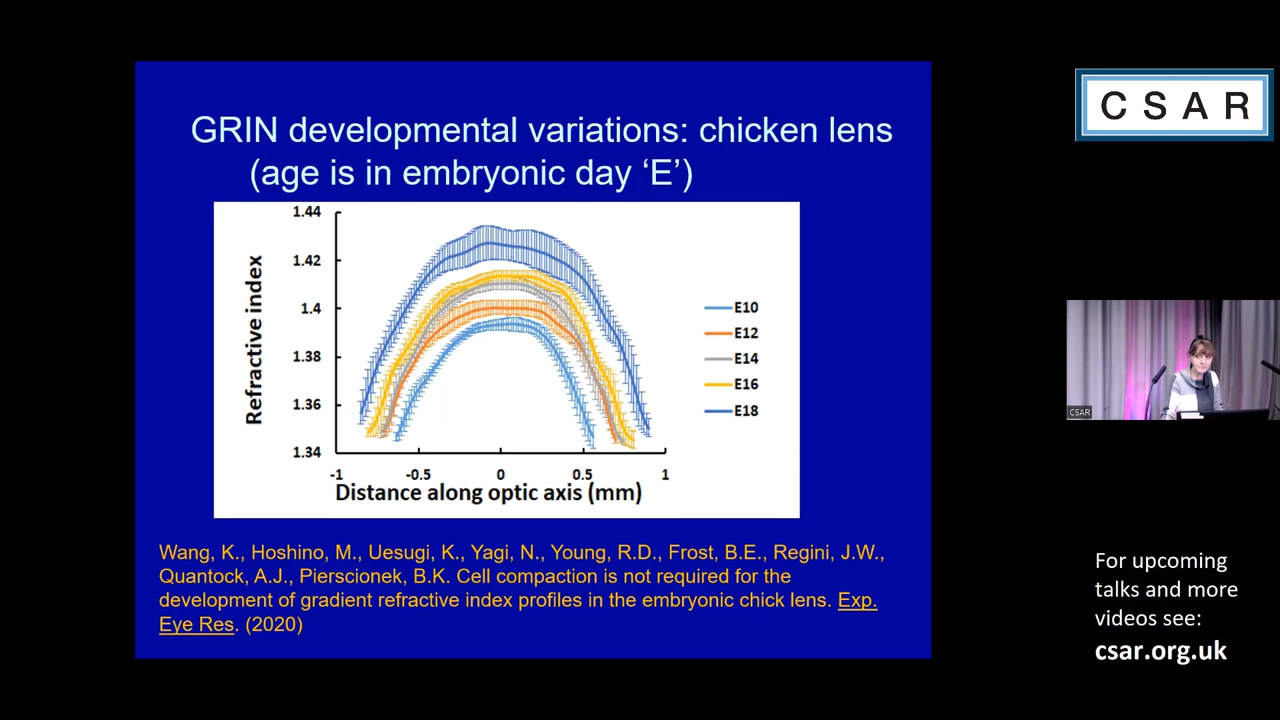 GRIN developmental variations: chicken lens
(age is in embryonic day ‘E’)
1.44
1.42
1.4
1.38
1.36
1.34
Refractive index
-1
-0.5
0
0.5
1
Distance along optic axis (mm)
E10
E12
E14
E16
E18
Wang, K., Hoshino, M., Uesugi, K., Yagi, N., Young, R.D., Frost, B.E., Regini, J.W.,
Quantock, A.J., Pierscionek, B.K. Cell compaction is not required for the
development of gradient refractive index profiles in the embryonic chick lens. Exp.
Eye Res. (2020)
CSAR
CSAR
For upcoming
talks and more
videos see:
csar.org.uk